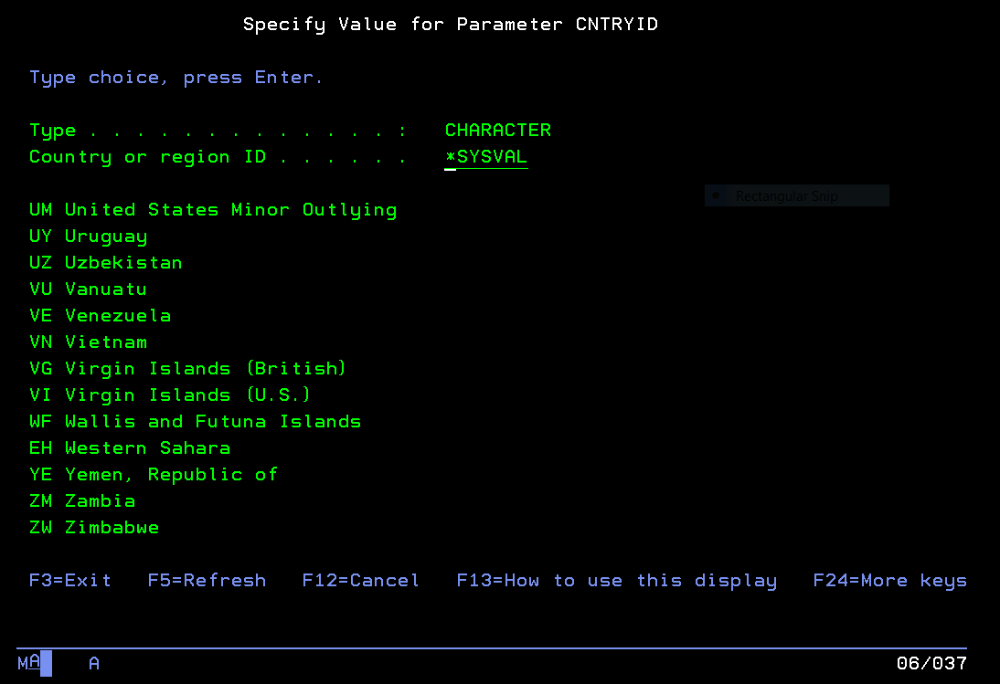 Specify Value for Parameter CNTRYID
Type choice, press Enter.
Type . . . . . . . . . . . . . . :   CHARACTER
Country or region ID . . . . . .   *SYSVAL
Rectangular Snip
UM United States Minor Outlying
UY Uruguay
UZ Uzbekistan
VU Vanuatu
VE Venezuela
VN Vietnam
VG Virgin Islands (British)
VI Virgin Islands (U.S.)
WF Wallis and Futuna Islands
EH Western Sahara
YE Yemen, Republic of
ZM Zambia
ZW Zimbabwe
F3=Exit   F5=Refresh   F12=Cancel   F13=How to use this display   F24=More keys
MA   A   06/037